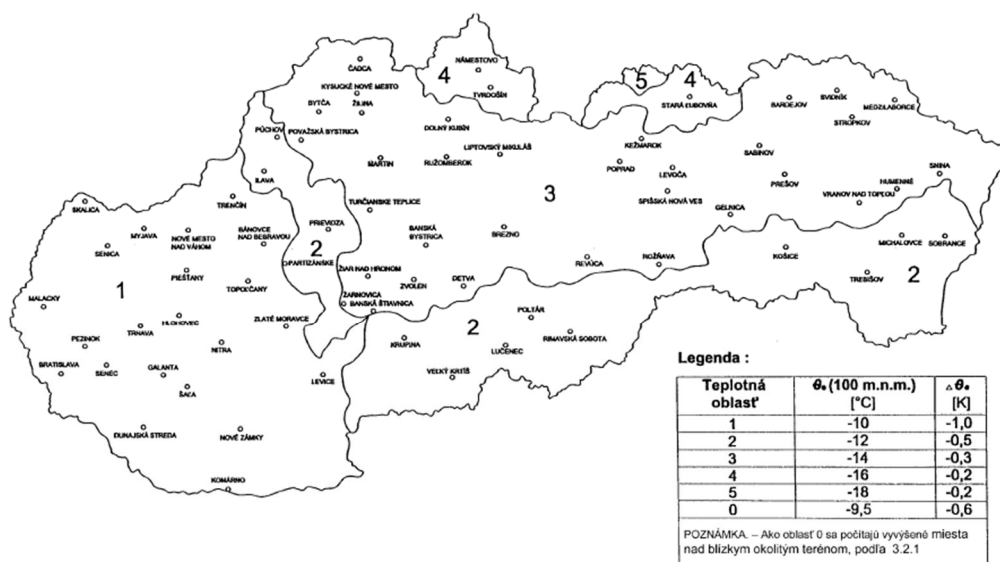 ČADCA
NÁMESTOVO
4
TVRDOŠÍN
5
4
STARÁ ĽUBOVŇA
KYSUCKÉ NOVÉ MESTO
BYTČA
ŽILINA
BARDEJOV
SVIDNÍK
MEDZILABORCE
STROPKOV
PÚCHOV
POVAŽSKÁ BYSTRICA
DOLNÝ KUBÍN
LIPTOVSKÝ MIKULÁŠ
KEŽMAROK
SABINOV
MARTIN
RUŽOMBEROK
POPRAD
LEVOČA
PREŠOV
SNINA
HUMENNÉ
VRANOV NAD TOPĽOU
ILAVA
3
SPIŠSKÁ NOVÁ VES
GELNICA
SKALICA
TRENČÍN
TURČIANSKE TEPLICE
MYJAVA
NOVÉ MESTO
NAD VÁHOM
BÁNOVCE
NAD BEBRAVOU
PRIEVIDZA
BANSKÁ
BYSTRICA
BREZNO
MICHALOVCE
SOBRANCE
SENICA
2
KOŠICE
PARTIZÁNSKE
ŽIAR NAD HRONOM
REVÚCA
ROŽŇAVA
PIEŠŤANY
TOPOĽČANY
ZVOLEN
DETVA
TREBIŠOV
2
1
MALACKY
ŽARNOVICA
BANSKÁ ŠTIAVNICA
POLTÁR
HLOHOVEC
ZLATÉ MORAVCE
TRNAVA
2
KRUPINA
RIMAVSKÁ SOBOTA
PEZINOK
NITRA
LUČENEC
BRATISLAVA
SENEC
GALANTA
LEVICE
VEĽKÝ KRTÍŠ
ŠAĽA
DUNAJSKÁ STREDA
NOVÉ ZÁMKY
KOMÁRNO
Legenda :
Teplotná oblasť θe (100 m.n.m.) [°C] △θe [K]
1 -10 -1,0
2 -12 -0,5
3 -14 -0,3
4 -16 -0,2
5 -18 -0,2
0 -9,5 -0,6
POZNÁMKA. – Ako oblasť 0 sa počítajú vyvýšené miesta
nad blízkym okolitým terénom, podľa 3.2.1